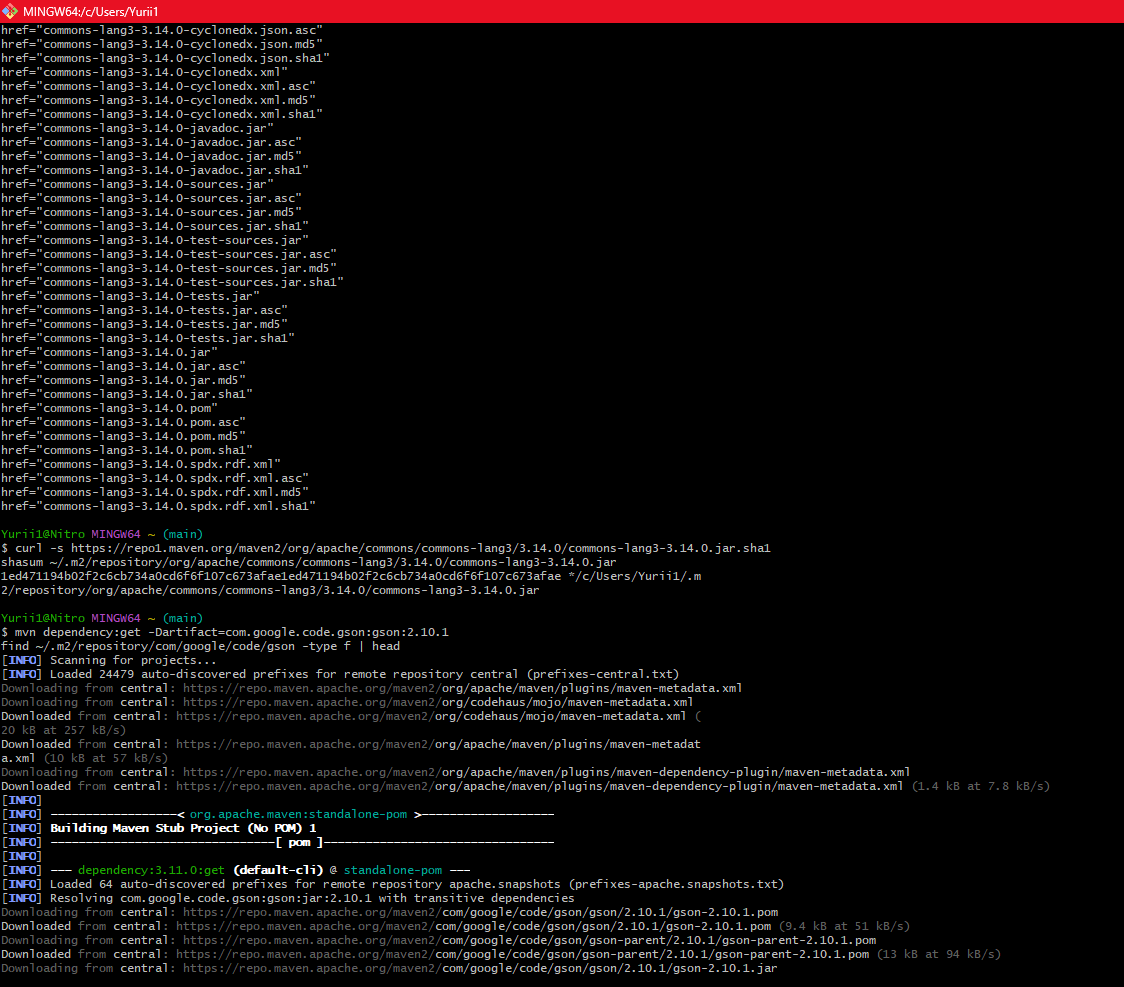 MINGW64:/c/Users/Yurii1
href="commons-lang3-3.14.0-cyclonedx.json.asc"
href="commons-lang3-3.14.0-cyclonedx.json.md5"
href="commons-lang3-3.14.0-cyclonedx.json.sha1"
href="commons-lang3-3.14.0-cyclonedx.xml"
href="commons-lang3-3.14.0-cyclonedx.xml.asc"
href="commons-lang3-3.14.0-cyclonedx.xml.md5"
href="commons-lang3-3.14.0-cyclonedx.xml.sha1"
href="commons-lang3-3.14.0-javadoc.jar"
href="commons-lang3-3.14.0-javadoc.jar.asc"
href="commons-lang3-3.14.0-javadoc.jar.md5"
href="commons-lang3-3.14.0-javadoc.jar.sha1"
href="commons-lang3-3.14.0-sources.jar"
href="commons-lang3-3.14.0-sources.jar.asc"
href="commons-lang3-3.14.0-sources.jar.md5"
href="commons-lang3-3.14.0-sources.jar.sha1"
href="commons-lang3-3.14.0-test-sources.jar"
href="commons-lang3-3.14.0-test-sources.jar.asc"
href="commons-lang3-3.14.0-test-sources.jar.md5"
href="commons-lang3-3.14.0-test-sources.jar.sha1"
href="commons-lang3-3.14.0-tests.jar"
href="commons-lang3-3.14.0-tests.jar.asc"
href="commons-lang3-3.14.0-tests.jar.md5"
href="commons-lang3-3.14.0-tests.jar.sha1"
href="commons-lang3-3.14.0.jar"
href="commons-lang3-3.14.0.jar.asc"
href="commons-lang3-3.14.0.jar.md5"
href="commons-lang3-3.14.0.jar.sha1"
href="commons-lang3-3.14.0.pom"
href="commons-lang3-3.14.0.pom.asc"
href="commons-lang3-3.14.0.pom.md5"
href="commons-lang3-3.14.0.pom.sha1"
href="commons-lang3-3.14.0.spdx.rdf.xml"
href="commons-lang3-3.14.0.spdx.rdf.xml.asc"
href="commons-lang3-3.14.0.spdx.rdf.xml.md5"
href="commons-lang3-3.14.0.spdx.rdf.xml.sha1"
Yurii1@Nitro MINGW64 ~ (main)
$ curl -s https://repo1.maven.org/maven2/org/apache/commons/commons-lang3/3.14.0/commons-lang3-3.14.0.jar.sha1
shasum ~/.m2/repository/org/apache/commons/commons-lang3/3.14.0/commons-lang3-3.14.0.jar
1ed471194b02f2c6cb734a0cd6f6f107c673afae1ed471194b02f2c6cb734a0cd6f6f107c673afae */c/Users/Yurii1/.m
2/repository/org/apache/commons/commons-lang3/3.14.0/commons-lang3-3.14.0.jar
Yurii1@Nitro MINGW64 ~ (main)
$ mvn dependency:get -Dartifact=com.google.code.gson:gson:2.10.1
find ~/.m2/repository/com/google/code/gson -type f | head
[INFO] Scanning for projects...
[INFO] Loaded 24479 auto-discovered prefixes for remote repository central (prefixes-central.txt)
Downloading from central: https://repo.maven.apache.org/maven2/org/apache/maven/plugins/maven-metadata.xml
Downloading from central: https://repo.maven.apache.org/maven2/org/codehaus/mojo/maven-metadata.xml
Downloaded from central: https://repo.maven.apache.org/maven2/org/codehaus/mojo/maven-metadata.xml (
20 kB at 257 kB/s)
Downloaded from central: https://repo.maven.apache.org/maven2/org/apache/maven/plugins/maven-metadat
a.xml (10 kB at 57 kB/s)
Downloading from central: https://repo.maven.apache.org/maven2/org/apache/maven/plugins/maven-dependency-plugin/maven-metadata.xml
Downloaded from central: https://repo.maven.apache.org/maven2/org/apache/maven/plugins/maven-dependency-plugin/maven-metadata.xml (1.4 kB at 7.8 kB/s)
[INFO]
[INFO] ------------------< org.apache.maven:standalone-pom >-------------------
[INFO] Building Maven Stub Project (No POM) 1
[INFO] --------------------------------[ pom ]---------------------------------
[INFO]
[INFO] --- dependency:3.11.0:get (default-cli) @ standalone-pom ---
[INFO] Loaded 64 auto-discovered prefixes for remote repository apache.snapshots (prefixes-apache.snapshots.txt)
[INFO] Resolving com.google.code.gson:gson:jar:2.10.1 with transitive dependencies
Downloading from central: https://repo.maven.apache.org/maven2/com/google/code/gson/gson/2.10.1/gson-2.10.1.pom
Downloaded from central: https://repo.maven.apache.org/maven2/com/google/code/gson/gson/2.10.1/gson-2.10.1.pom (9.4 kB at 51 kB/s)
Downloading from central: https://repo.maven.apache.org/maven2/com/google/code/gson/gson-parent/2.10.1/gson-parent-2.10.1.pom
Downloaded from central: https://repo.maven.apache.org/maven2/com/google/code/gson/gson-parent/2.10.1/gson-parent-2.10.1.pom (13 kB at 94 kB/s)
Downloading from central: https://repo.maven.apache.org/maven2/com/google/code/gson/gson/2.10.1/gson-2.10.1.jar